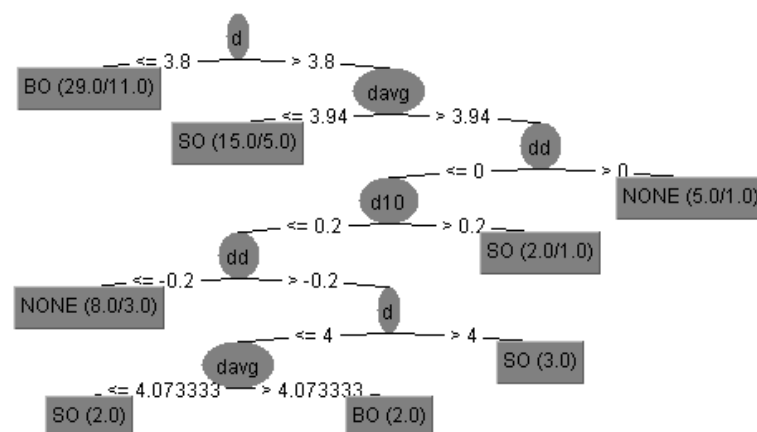 d
<= 3.8 > 3.8
BO (29.0/11.0) davg
<= 3.94 > 3.94
SO (15.0/5.0) dd
<= 0 > 0
d10 NONE (5.0/1.0)
<= 0.2 > 0.2
dd SO (2.0/1.0)
<= -0.2 > -0.2
NONE (8.0/3.0) d
<= 4 > 4
davg SO (3.0)
<= 4.073333 > 4.073333
SO (2.0) BO (2.0)